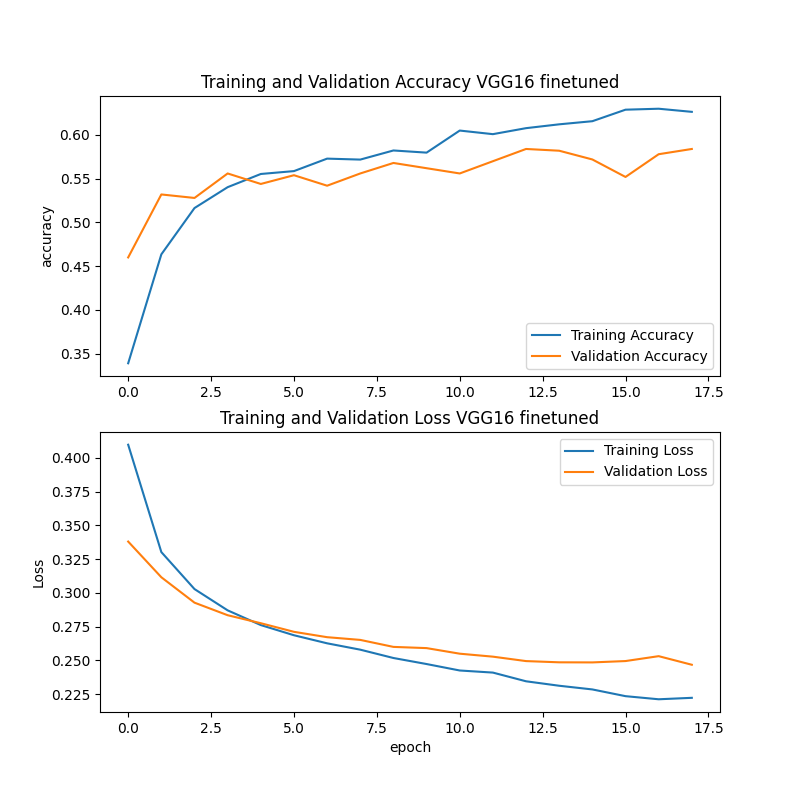 Training and Validation Accuracy VGG16 finetuned
accuracy
0.60
0.55
0.50
0.45
0.40
0.35
Training Accuracy
Validation Accuracy
0.0 2.5 5.0 7.5 10.0 12.5 15.0 17.5
Training and Validation Loss VGG16 finetuned
Loss
0.400
0.375
0.350
0.325
0.300
0.275
0.250
0.225
Training Loss
Validation Loss
0.0 2.5 5.0 7.5 10.0 12.5 15.0 17.5
epoch